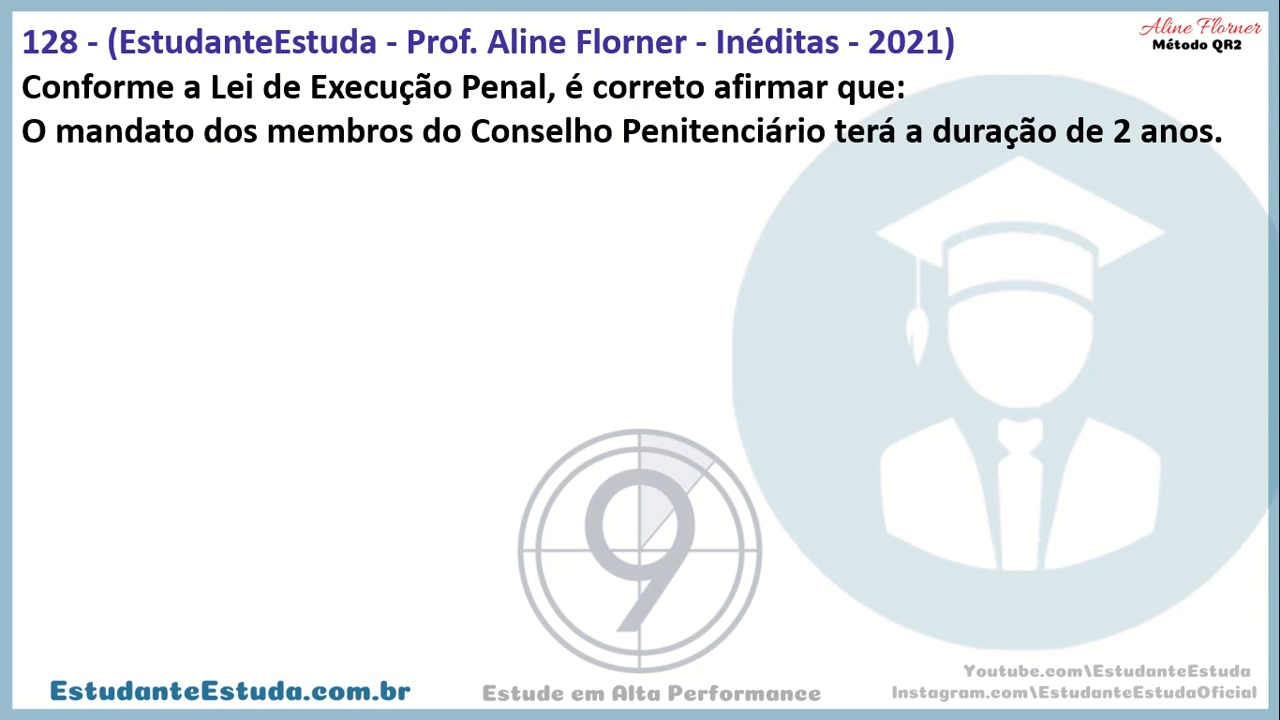 128 - (EstudanteEstuda - Prof. Aline Florner - Inéditas - 2021)
Aline Florner
Método QR2
Conforme a Lei de Execução Penal, é correto afirmar que:
O mandato dos membros do Conselho Penitenciário terá a duração de 2 anos.
9
EstudanteEstuda.com.br
Estude em Alta Performance
Youtube.com\EstudanteEstuda
Instagram.com\EstudanteEstudaOficial